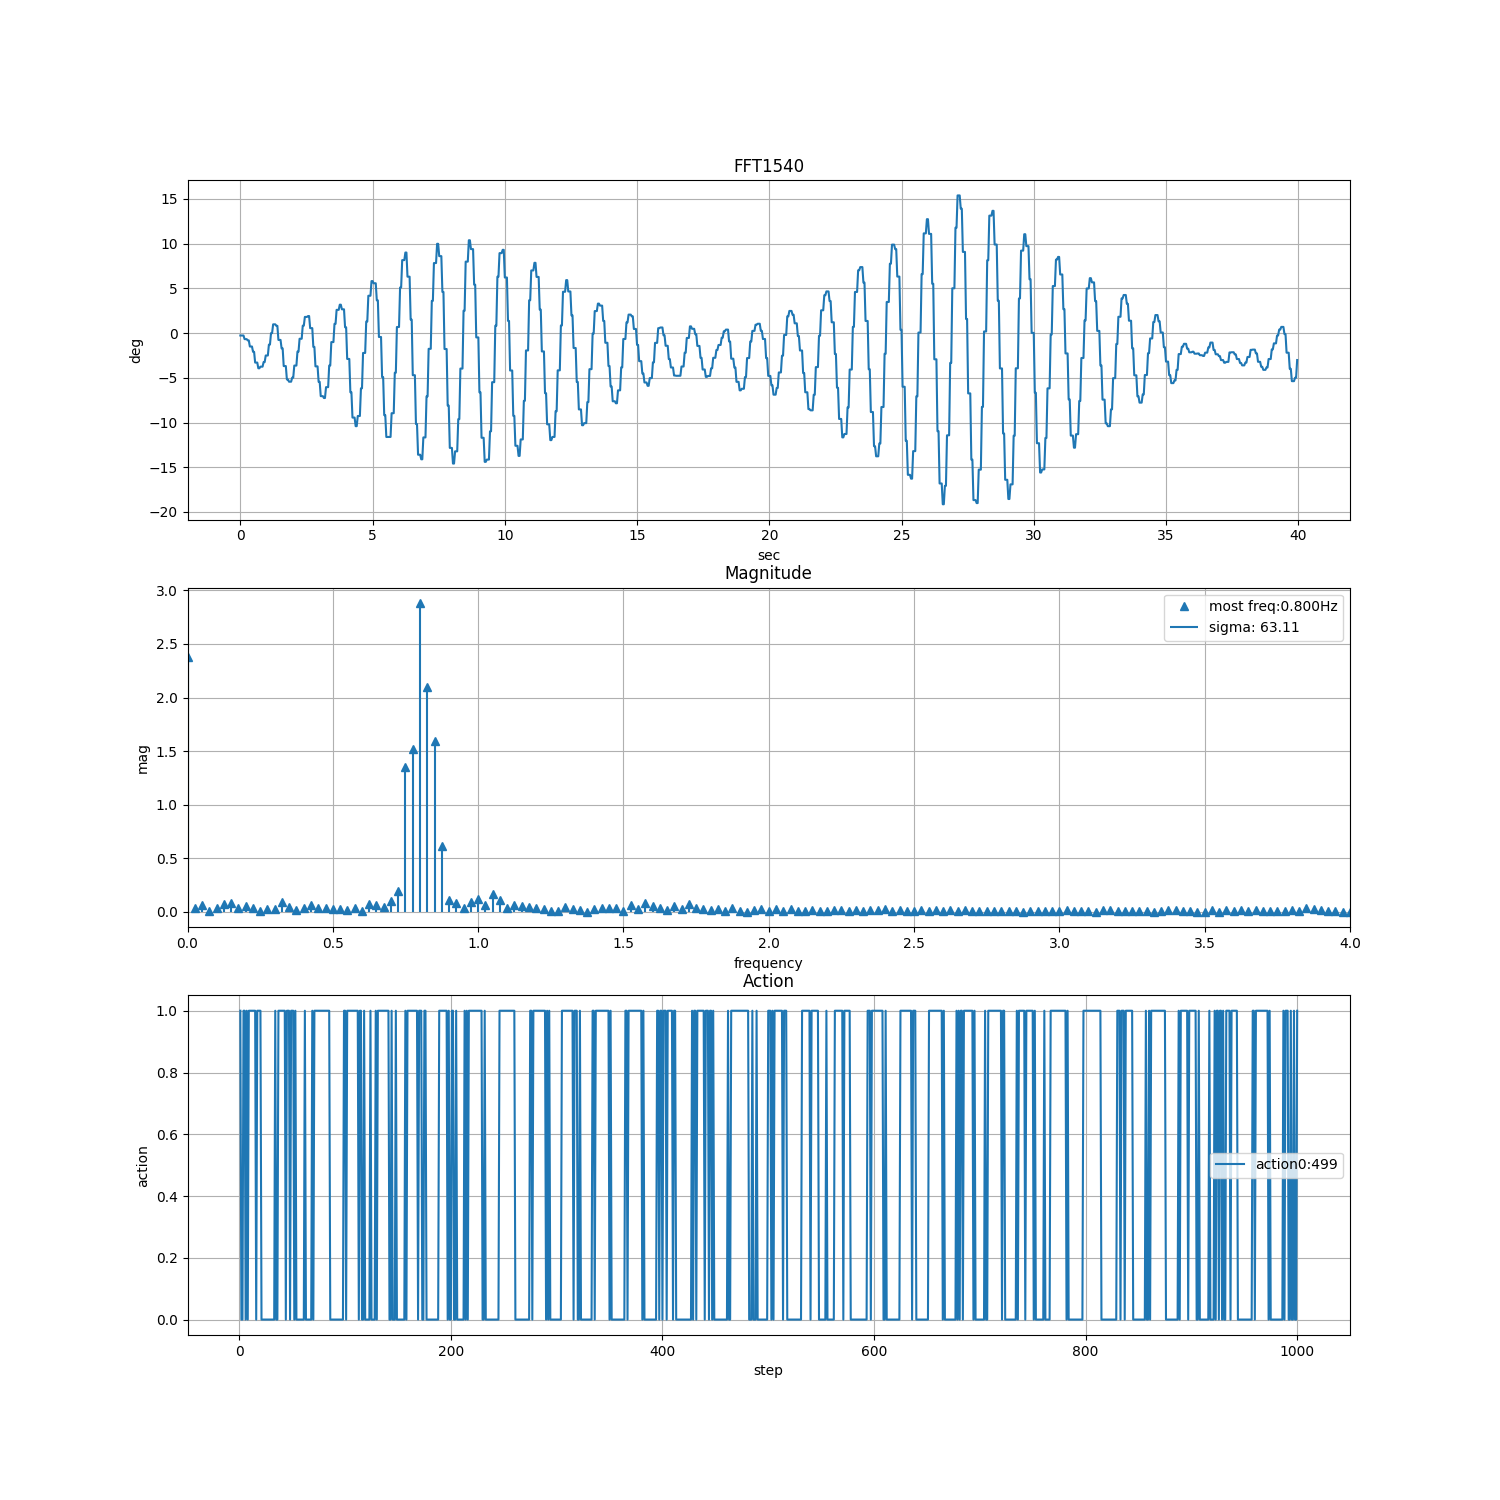 FFT1540
15
10
5
0
−5
−10
−15
−20
deg
0 5 10 15 20 25 30 35 40
sec
Magnitude
3.0
2.5
2.0
1.5
1.0
0.5
0.0
mag
most freq:0.800Hz
sigma: 63.11
0.0 0.5 1.0 1.5 2.0 2.5 3.0 3.5 4.0
frequency
Action
1.0
0.8
0.6
0.4
0.2
0.0
action
action0:499
0 200 400 600 800 1000
step